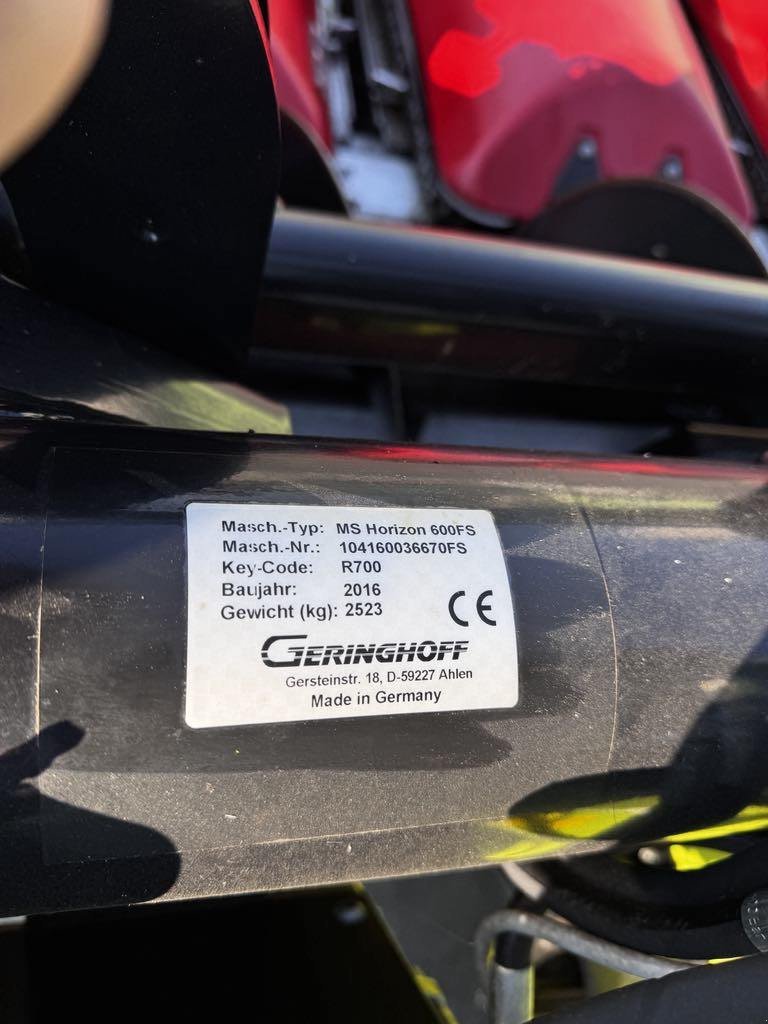 Masch.-Typ: MS Horizon 600FS
Masch.-Nr.: 104160036670FS
Key-Code: R700
Baujahr: 2016
Gewicht (kg): 2523
CE
GERINGHOFF
Gersteinstr. 18, D-59227 Ahlen
Made in Germany